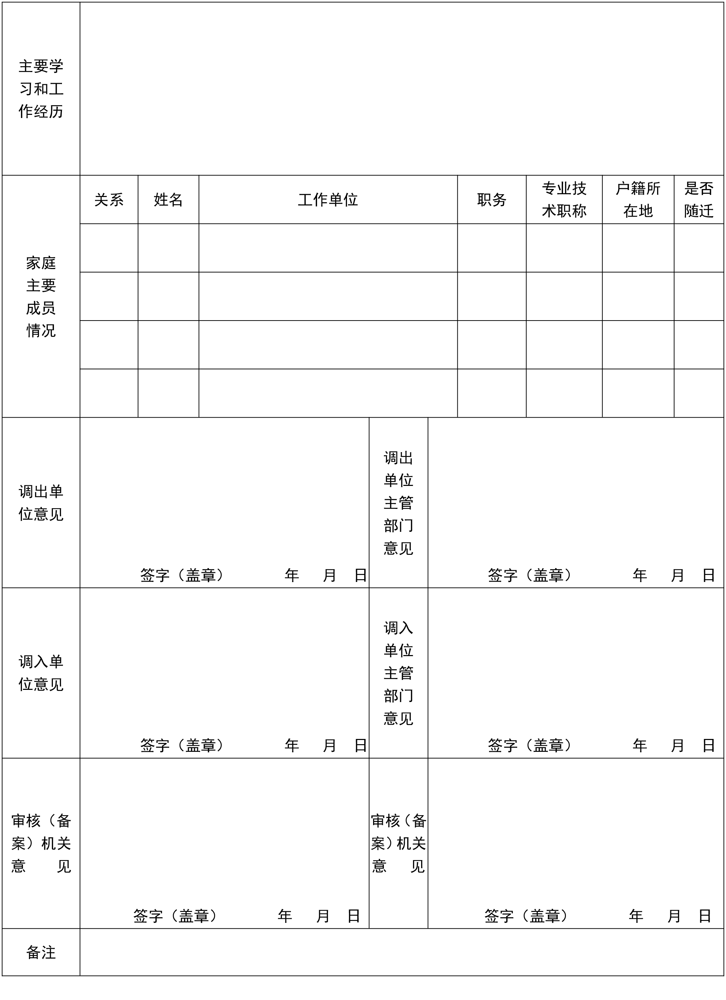 主要学
习和工
作经历
关系 姓名 工作单位 职务 专业技 户籍所 是否
术职称 在地 随迁
家庭
主要
成员
情况
调出单
位意见
签字（盖章） 年 月 日
调出
单位
主管
部门
意见
签字（盖章） 年 月 日
调入单
位意见
签字（盖章） 年 月 日
调入
单位
主管
部门
意见
签字（盖章） 年 月 日
审核（备
案）机关
意 见
签字（盖章） 年 月 日
审核（备
案）机关
意 见
签字（盖章） 年 月 日
备注